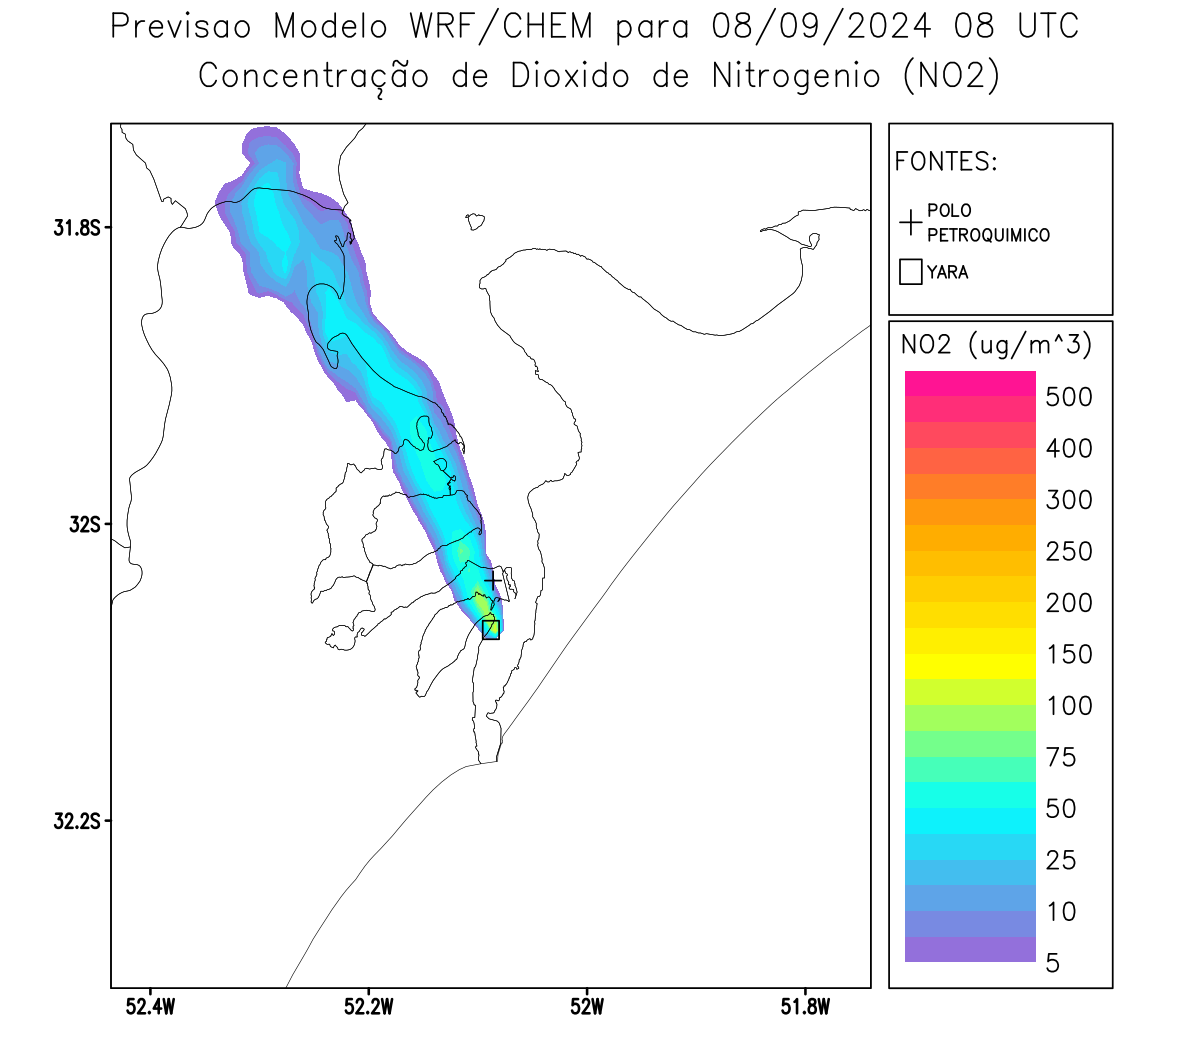 Previsao Modelo WRF/CHEM para 08/09/2024 08 UTC
Concentração de Dioxido de Nitrogenio (NO2)
FONTES:
POLO
PETROQUIMICO
YARA
NO2 (ug/m^3)
500
400
300
250
200
150
100
75
50
25
10
5
31.8S
32S
32.2S
52.4W
52.2W
52W
51.8W